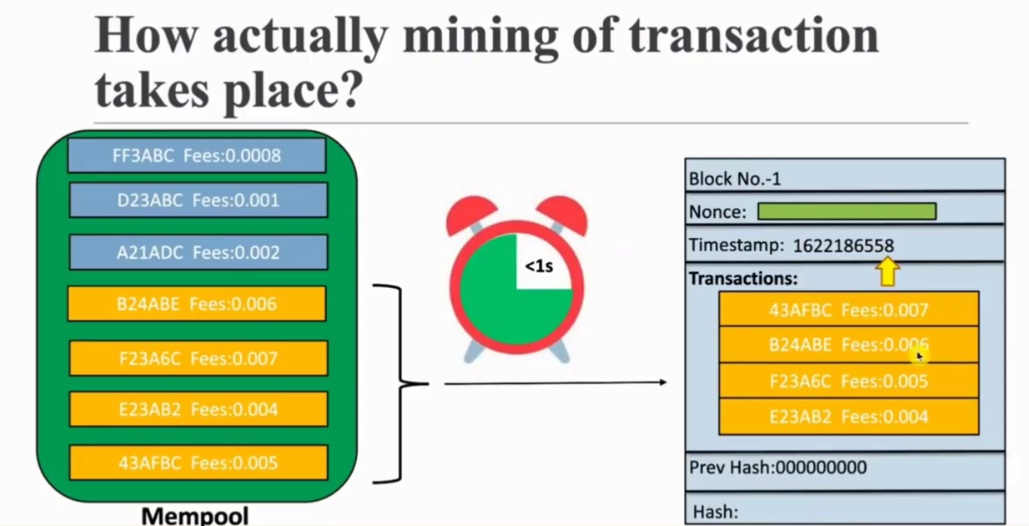 How actually mining of transaction
takes place?
FF3ABC Fees:0.0008
D23ABC Fees:0.001
A21ADC Fees:0.002
B24ABE Fees:0.006
F23A6C Fees:0.007
E23AB2 Fees:0.004
43AFBC Fees:0.005
Mempool
<1s
Block No.-1
Nonce:
Timestamp: 1622186558
Transactions:
43AFBC Fees:0.007
B24ABE Fees:0.006
F23A6C Fees:0.005
E23AB2 Fees:0.004
Prev Hash:000000000
Hash: